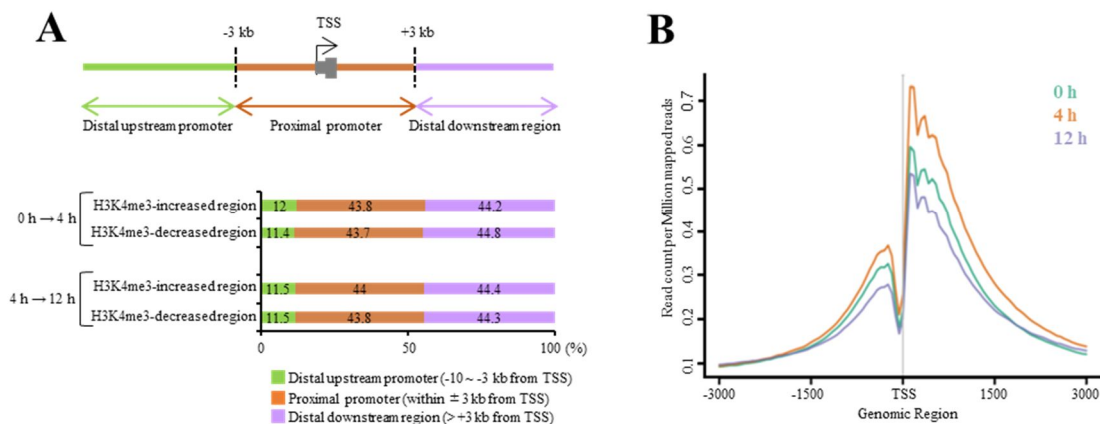 A
-3 kb
TSS
+3 kb
Distal upstream promoter
Proximal promoter
Distal downstream region
0 h → 4 h
H3K4me3-increased region
12
43.8
44.2
H3K4me3-decreased region
11.4
43.7
44.8
4 h → 12 h
H3K4me3-increased region
11.5
44
44.4
H3K4me3-decreased region
11.5
43.8
44.3
0
50
100 (%)
Distal upstream promoter (-10 ~ -3 kb from TSS)
Proximal promoter (within ± 3 kb from TSS)
Distal downstream region (> +3 kb from TSS)
B
0 h
4 h
12 h
Read count per Million mapped reads
0.7
0.6
0.5
0.4
0.3
0.2
0.1
-3000
-1500
TSS
1500
3000
Genomic Region